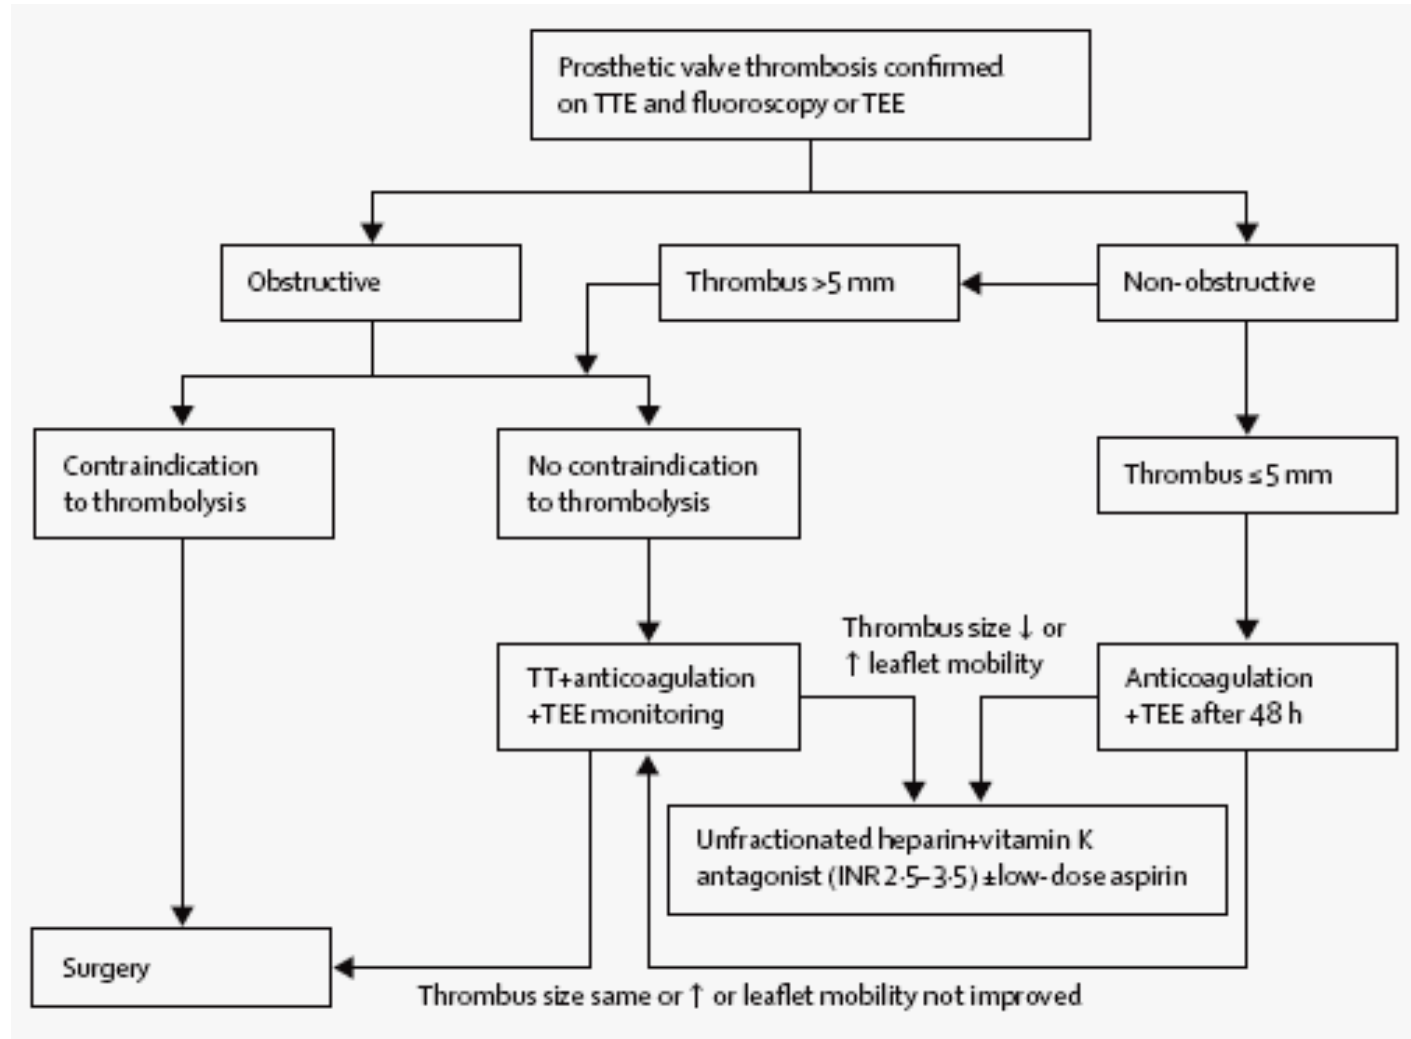 Prosthetic valve thrombosis confirmed
on TTE and fluoroscopy or TEE
Obstructive
Thrombus >5 mm
Non-obstructive
Contraindication
to thrombolysis
No contraindication
to thrombolysis
Thrombus ≤5 mm
Thrombus size ↓ or
↑ leaflet mobility
TT+anticoagulation
+TEE monitoring
Anticoagulation
+TEE after 48 h
Unfractionated heparin+vitamin K
antagonist (INR 2·5–3·5) ±low-dose aspirin
Surgery
Thrombus size same or ↑ or leaflet mobility not improved